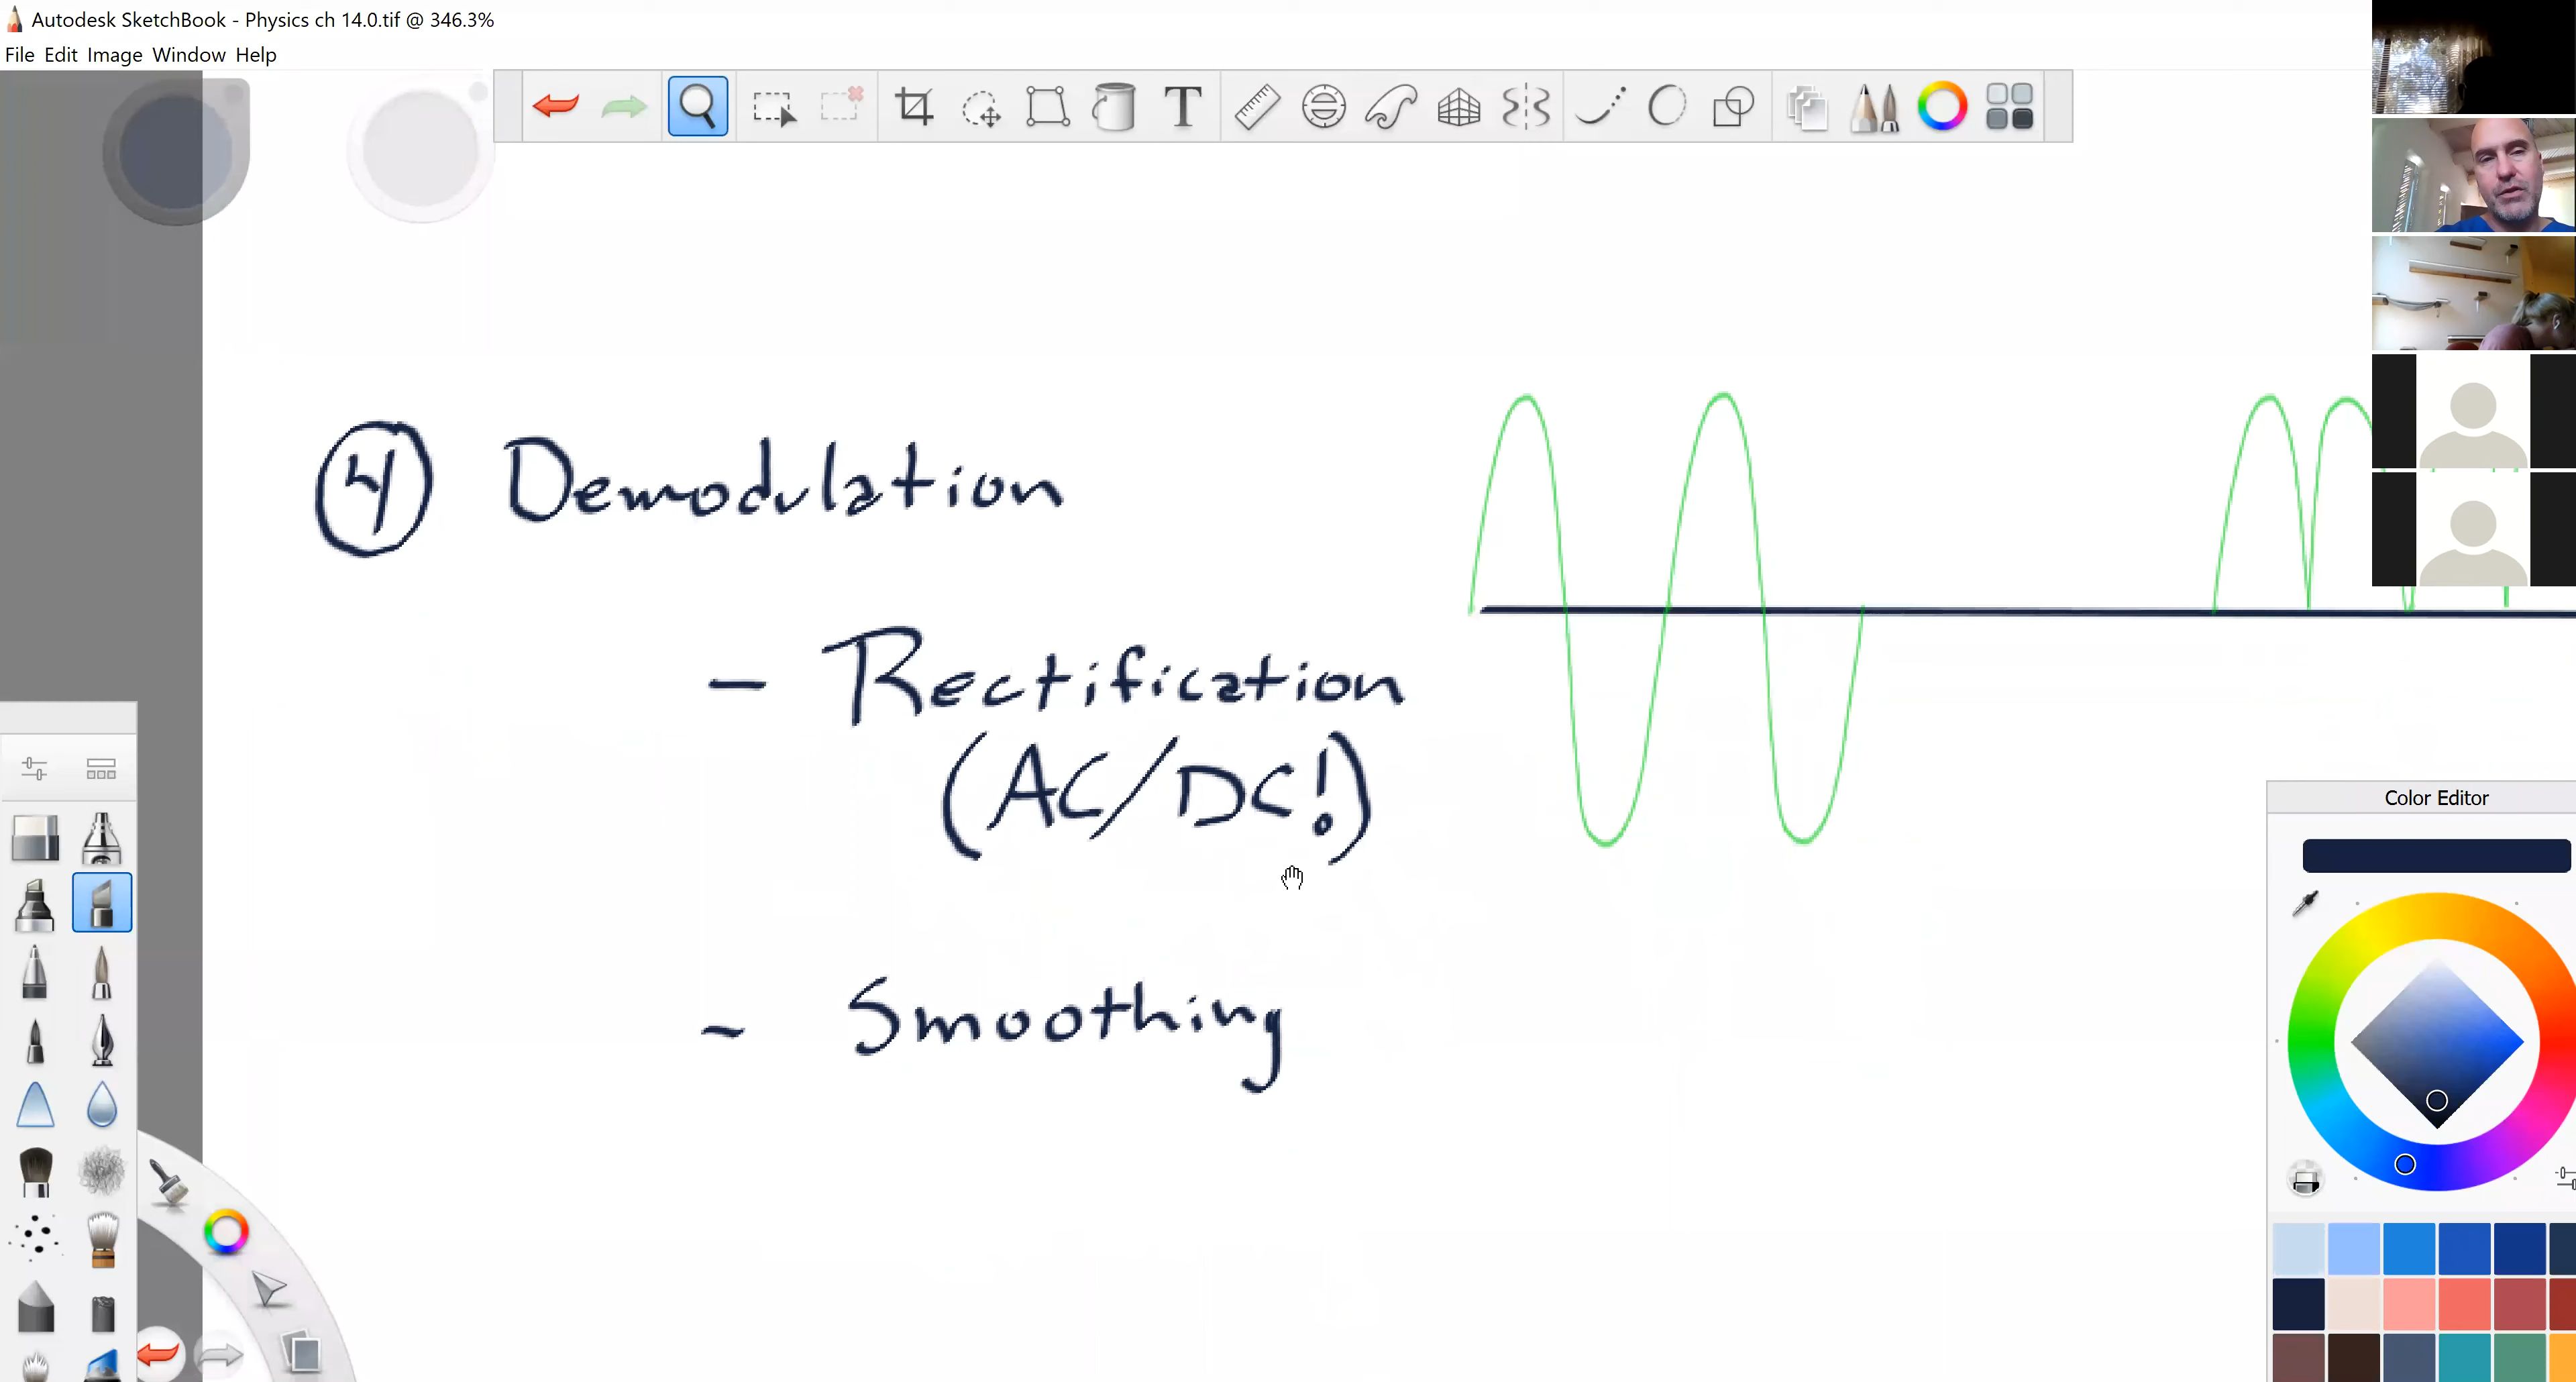 Autodesk SketchBook - Physics ch 14.0.tif @ 346.3%
File Edit Image Window Help
T
④ Demodulation
- Rectification
(AC/DC!)
- Smoothing
Color Editor